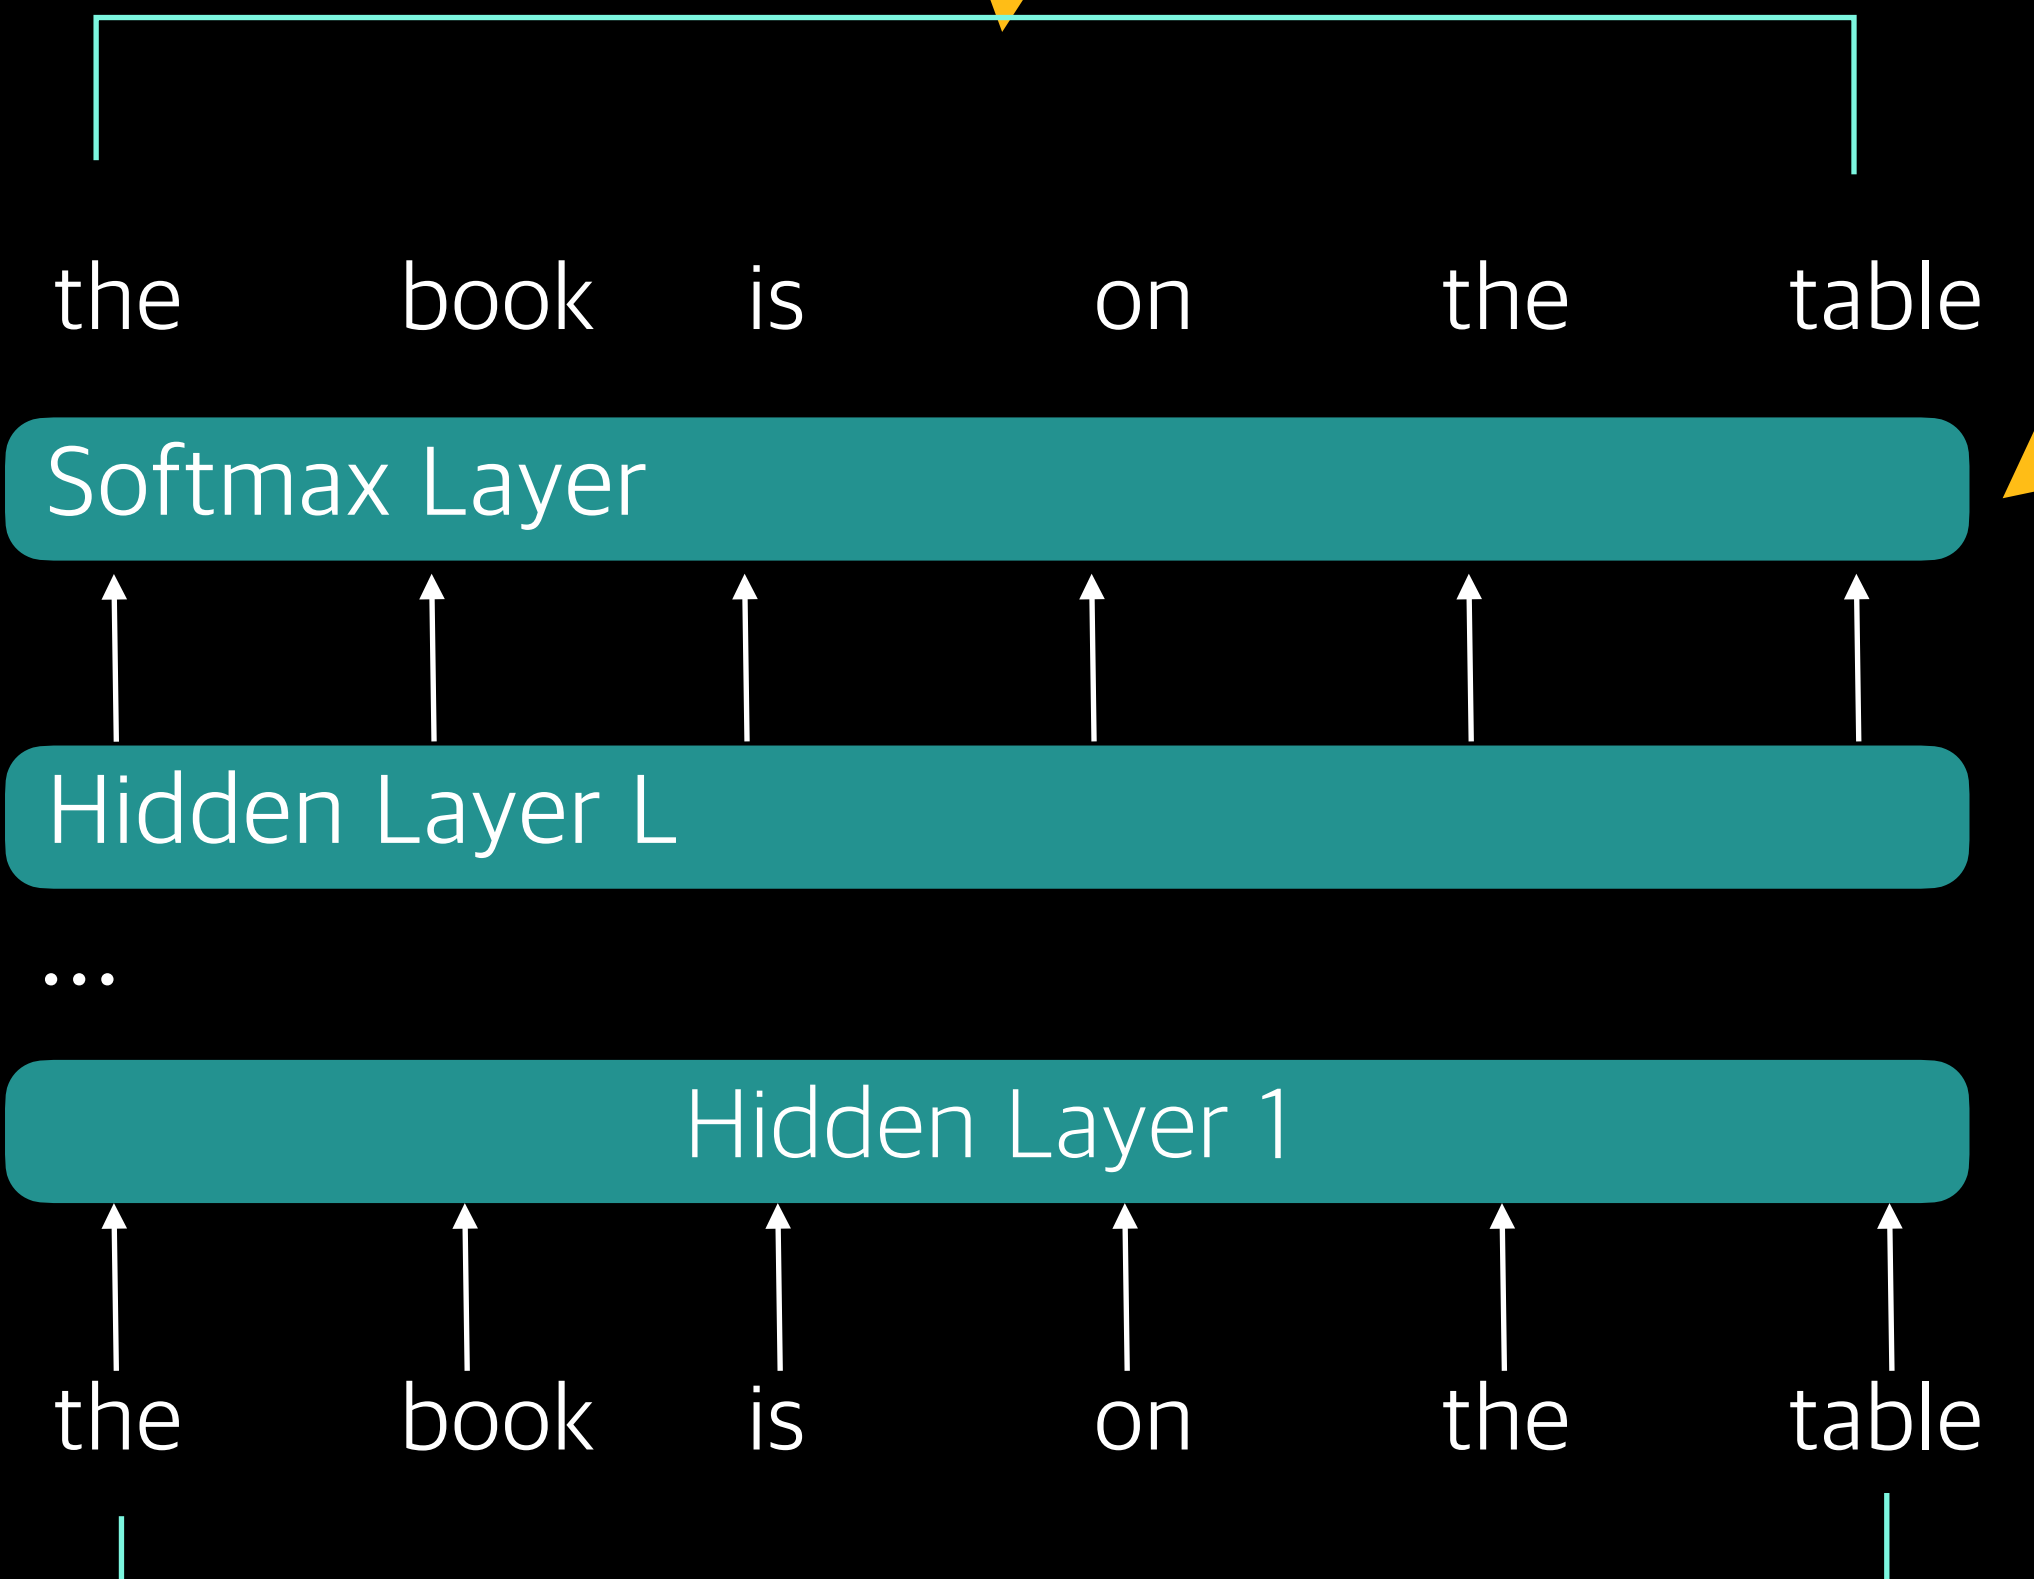 the book is on the table
Softmax Layer
Hidden Layer L
...
Hidden Layer 1
the book is on the table